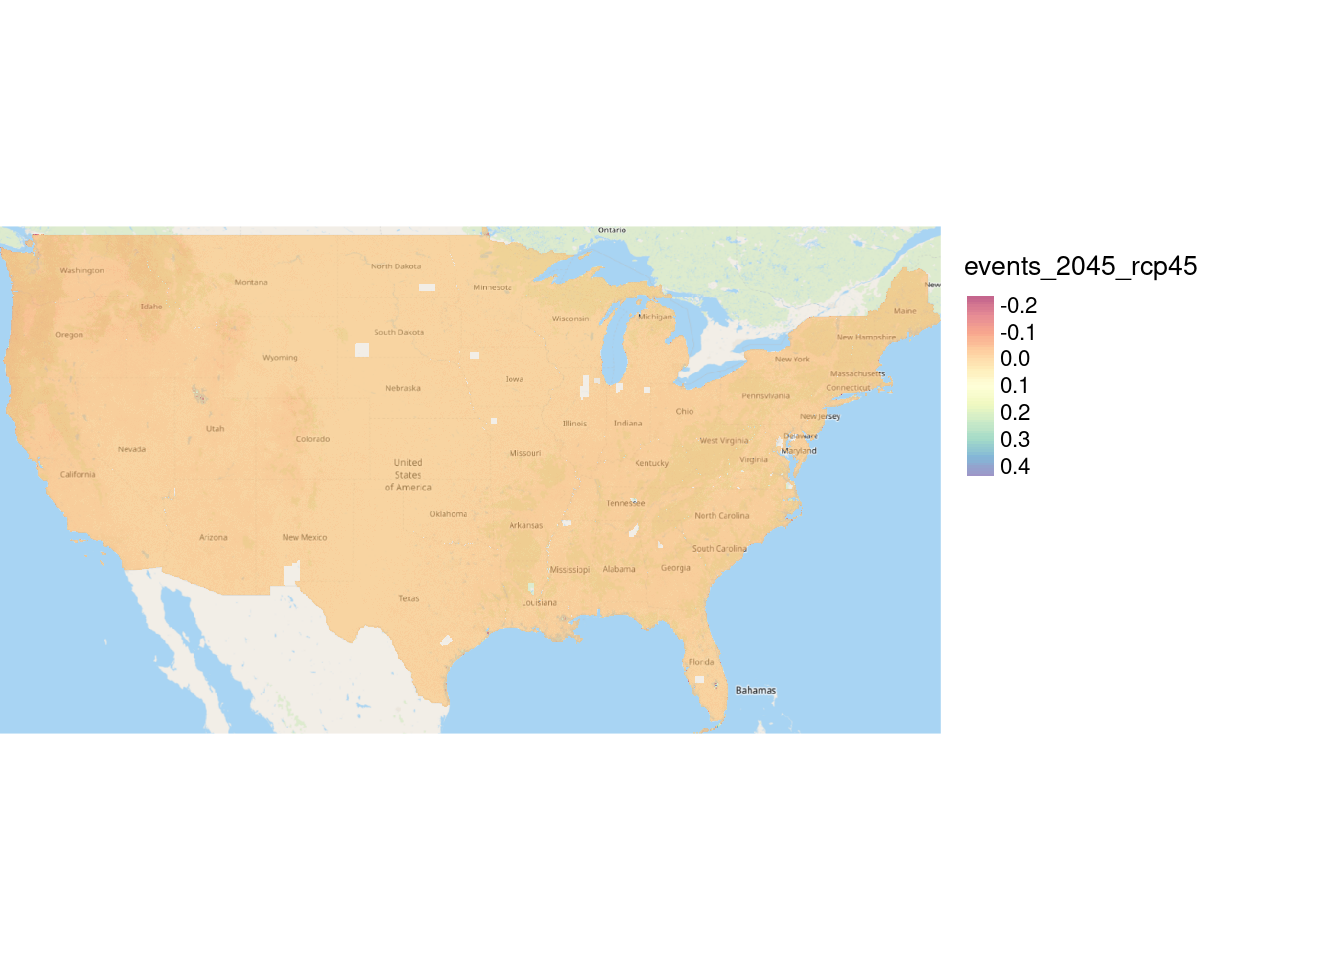 Ontario
New
Washington
North Dakota
Montana
Minnesota
Idaho
Maine
Wisconsin
Michigan
Oregon
South Dakota
New Hampshire
Wyoming
New York
Massachusetts
Iowa
Nebraska
Connecticut
Pennsylvania
Ohio
New Jersey
Illinois
Indiana
Utah
Colorado
West Virginia
Delaware
Nevada
Missouri
Maryland
United
States
of America
Kentucky
Virginia
California
Tennessee
Oklahoma
North Carolina
Arkansas
Arizona
New Mexico
South Carolina
Mississippi
Alabama
Georgia
Texas
Louisiana
Florida
Bahamas
events_2045_rcp45
-0.2
-0.1
0.0
0.1
0.2
0.3
0.4